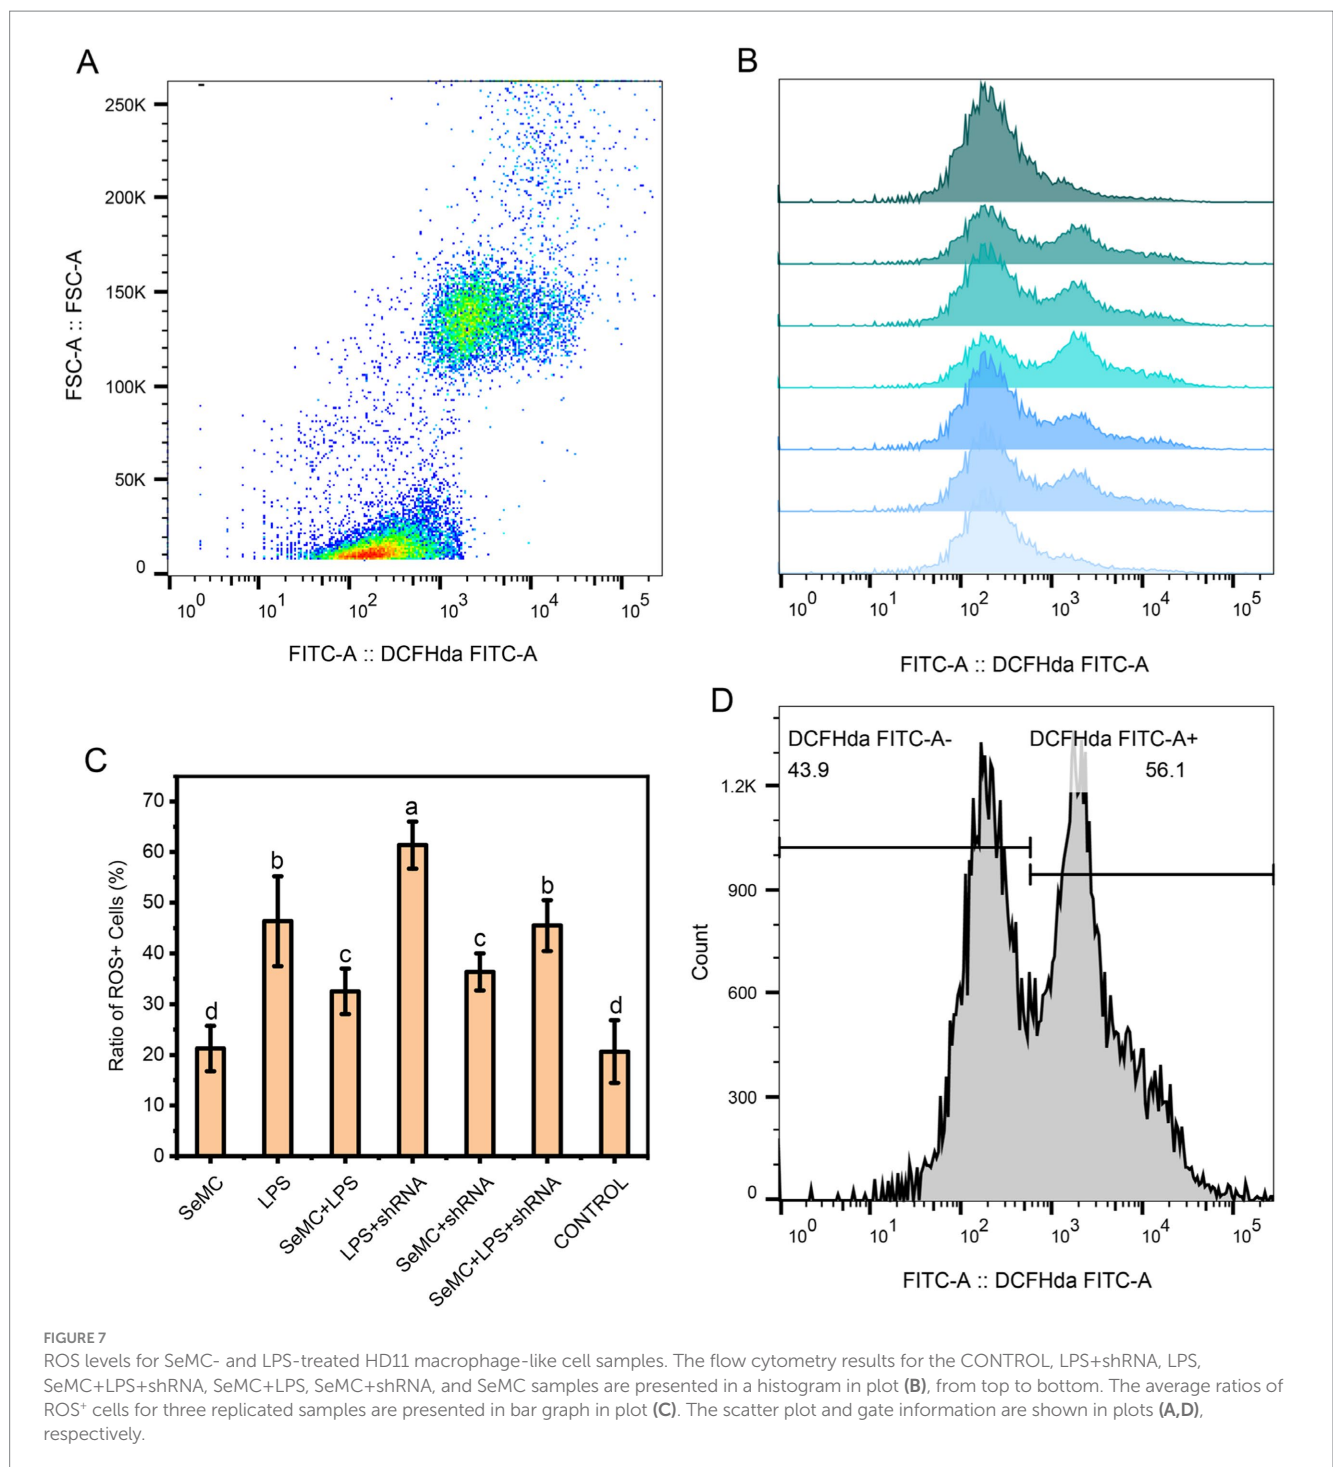 A
250K
200K
150K
100K
50K
0
FSC-A :: FSC-A
10^0 10^1 10^2 10^3 10^4 10^5
FITC-A :: DCFHda FITC-A
B
10^0 10^1 10^2 10^3 10^4 10^5
FITC-A :: DCFHda FITC-A
C
70
60
50
40
30
20
10
0
Ratio of ROS+ Cells (%)
d b c a c b d
SeMC
LPS
SeMC+LPS
LPS+shRNA
SeMC+shRNA
SeMC+LPS+shRNA
CONTROL
D
DCFHda FITC-A- DCFHda FITC-A+
43.9 56.1
1.2K
900
600
300
0
Count
10^0 10^1 10^2 10^3 10^4 10^5
FITC-A :: DCFHda FITC-A
FIGURE 7
ROS levels for SeMC- and LPS-treated HD11 macrophage-like cell samples. The flow cytometry results for the CONTROL, LPS+shRNA, LPS,
SeMC+LPS+shRNA, SeMC+LPS, SeMC+shRNA, and SeMC samples are presented in a histogram in plot (B), from top to bottom. The average ratios of
ROS⁺ cells for three replicated samples are presented in bar graph in plot (C). The scatter plot and gate information are shown in plots (A,D),
respectively.